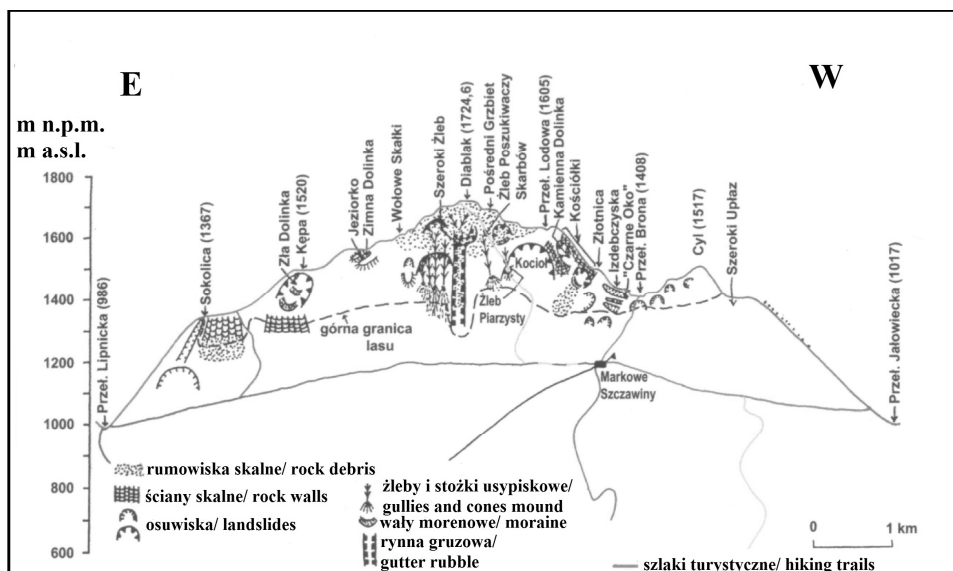 E
W
m n.p.m.
m a.s.l.
1800
1600
1400
1200
1000
800
700
600
Przeł. Lipnicka (986)
Sokolica (1367)
Zła Dolinka
Kępa (1520)
Jeziorko
Zimna Dolinka
Wołowe Skałki
Szeroki Żleb
Diablak (1724,6)
Pośredni Grzbiet
Żleb Poszukiwaczy
Skarbów
Przeł. Lodowa (1605)
Kamienna Dolinka
Kościółki
Złotnica
Izdebczyska
"Czarne Oko"
Przeł. Brona (1408)
Cyl (1517)
Szeroki Upłaz
Przeł. Jałowiecka (1017)
Kocioł
Żleb
Piarzysty
górna granica
lasu
Markowe
Szczawiny
rumowiska skalne/ rock debris
ściany skalne/ rock walls
osuwiska/ landslides
żleby i stożki usypiskowe/
gullies and cones mound
wały morenowe/ moraine
rynna gruzowa/
gutter rubble
0 1 km
szlaki turystyczne/ hiking trails